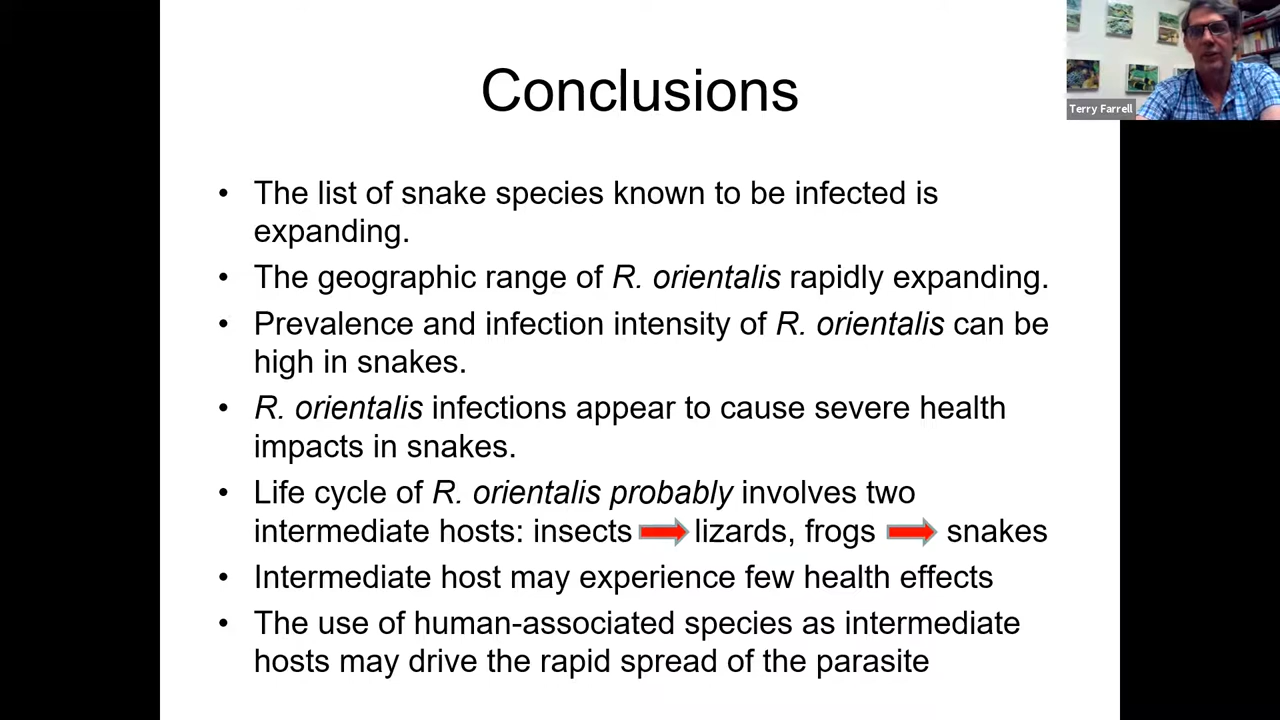 Conclusions
Terry Farrell
• The list of snake species known to be infected is
expanding.
• The geographic range of R. orientalis rapidly expanding.
• Prevalence and infection intensity of R. orientalis can be
high in snakes.
• R. orientalis infections appear to cause severe health
impacts in snakes.
• Life cycle of R. orientalis probably involves two
intermediate hosts: insects lizards, frogs snakes
• Intermediate host may experience few health effects
• The use of human-associated species as intermediate
hosts may drive the rapid spread of the parasite